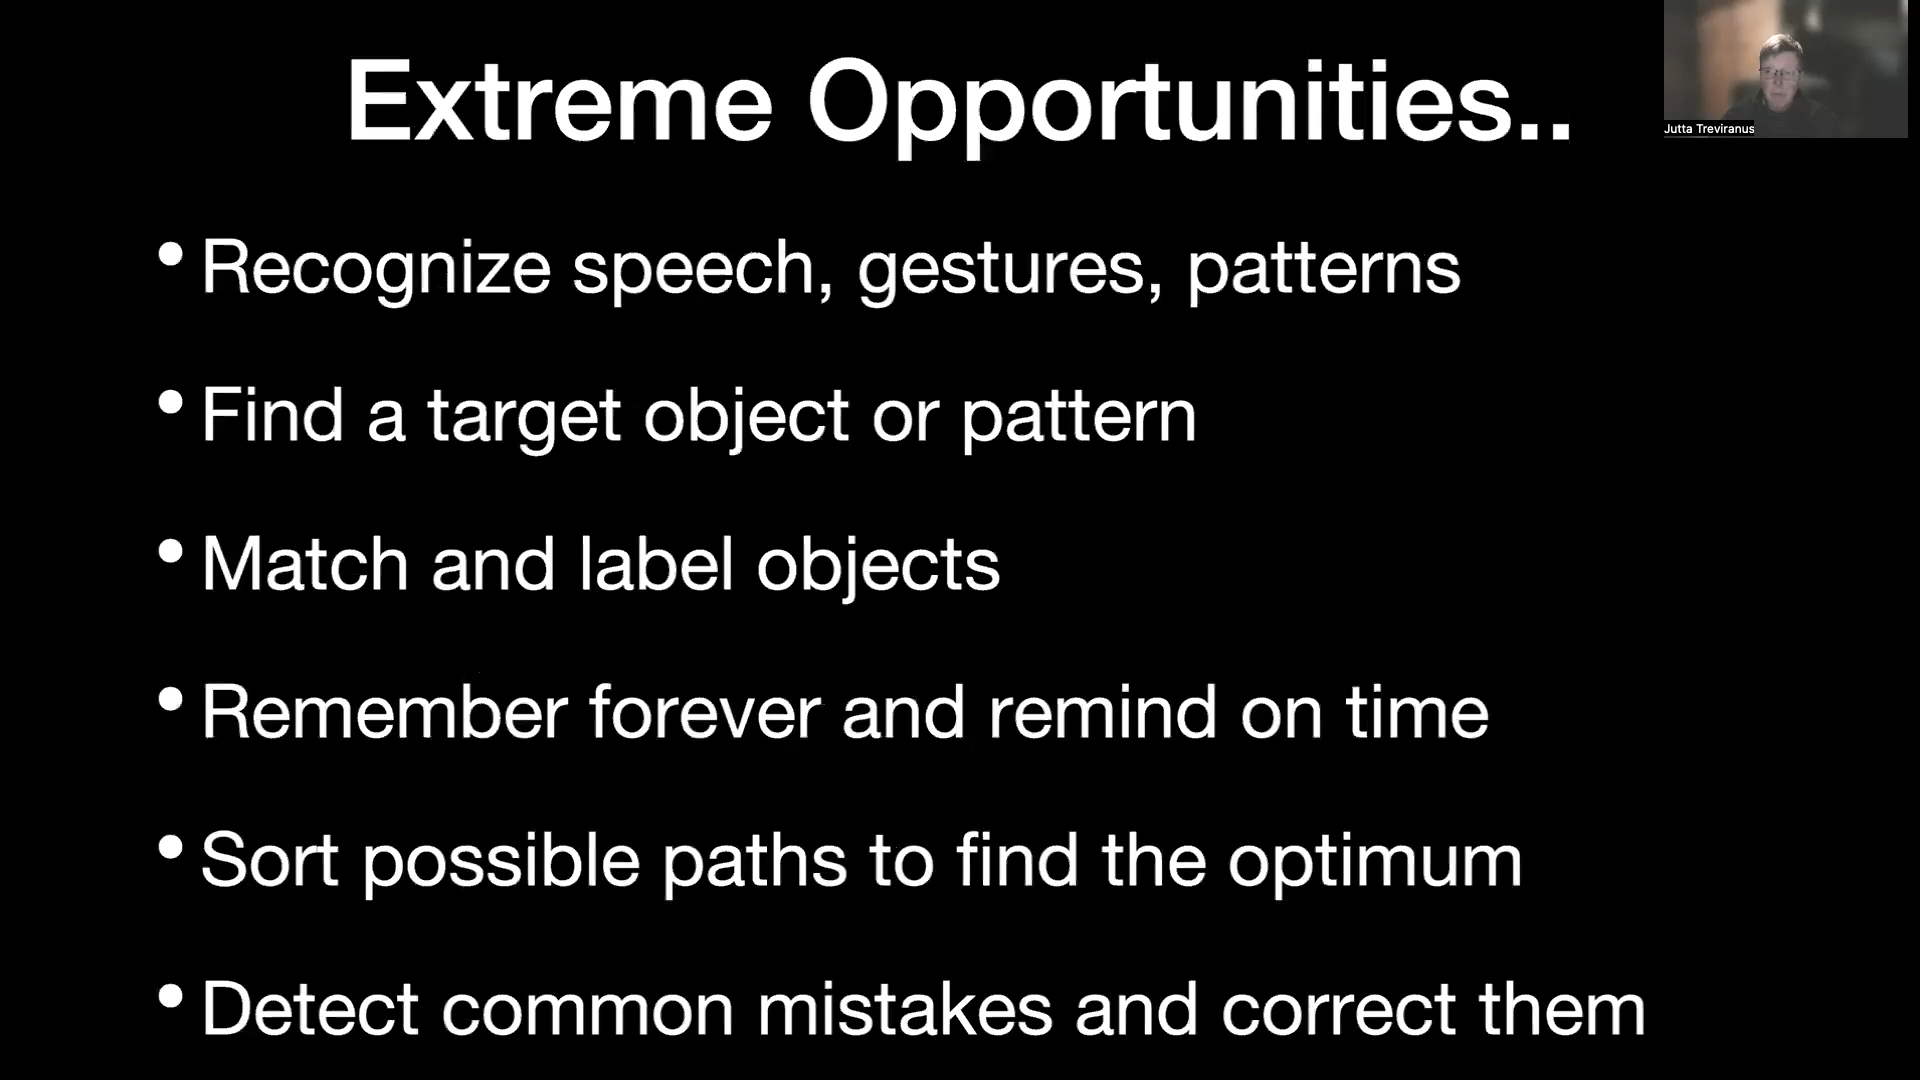 Extreme Opportunities..
Jutta Treviranus
• Recognize speech, gestures, patterns
• Find a target object or pattern
• Match and label objects
• Remember forever and remind on time
• Sort possible paths to find the optimum
• Detect common mistakes and correct them